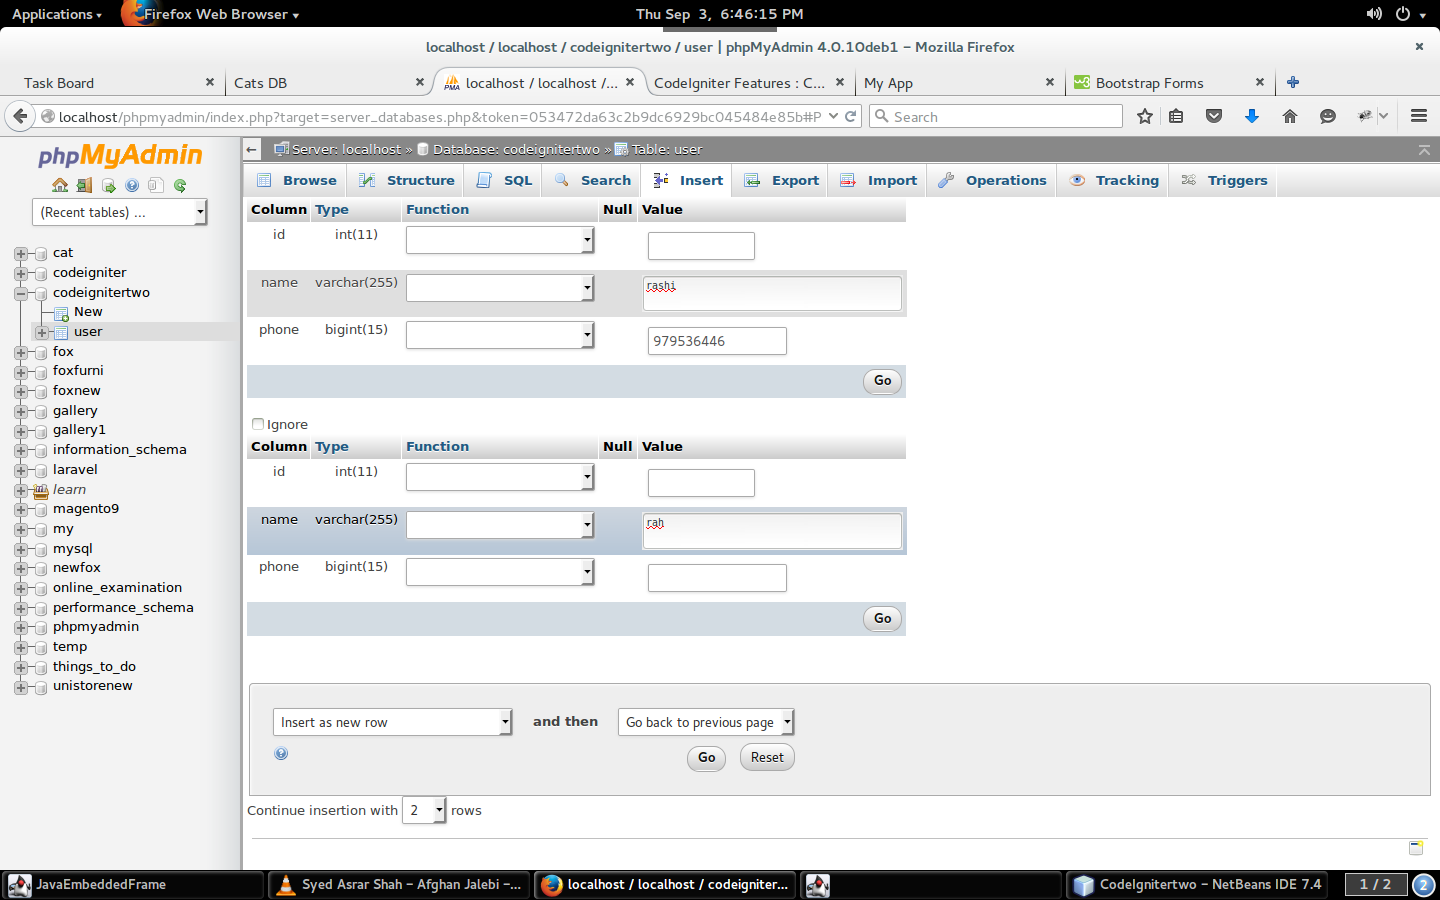 Applications Firefox Web Browser Thu Sep 3, 6:46:15 PM
localhost / localhost / codeignitertwo / user | phpMyAdmin 4.0.10deb1 - Mozilla Firefox
Task Board Cats DB localhost / localhost /... CodeIgniter Features : C... My App Bootstrap Forms
localhost/phpmyadmin/index.php?target=server_databases.php&token=053472da63c2b9dc6929bc045484e85b#P Search
phpMyAdmin
(Recent tables) ...
cat
codeigniter
codeignitertwo
New
user
fox
foxfurni
foxnew
gallery
gallery1
information_schema
laravel
learn
magento9
my
mysql
newfox
online_examination
performance_schema
phpmyadmin
temp
things_to_do
unistorenew
Server: localhost » Database: codeignitertwo » Table: user
Browse Structure SQL Search Insert Export Import Operations Tracking Triggers
Column Type Function Null Value
id int(11)
name varchar(255) rashi
phone bigint(15) 979536446
Go
Ignore
Column Type Function Null Value
id int(11)
name varchar(255) rah
phone bigint(15)
Go
Insert as new row and then Go back to previous page
Go Reset
Continue insertion with 2 rows
JavaEmbeddedFrame Syed Asrar Shah - Afghan Jalebi -... localhost / localhost / codeigniter... CodeIgnitertwo - NetBeans IDE 7.4 1 / 2 2